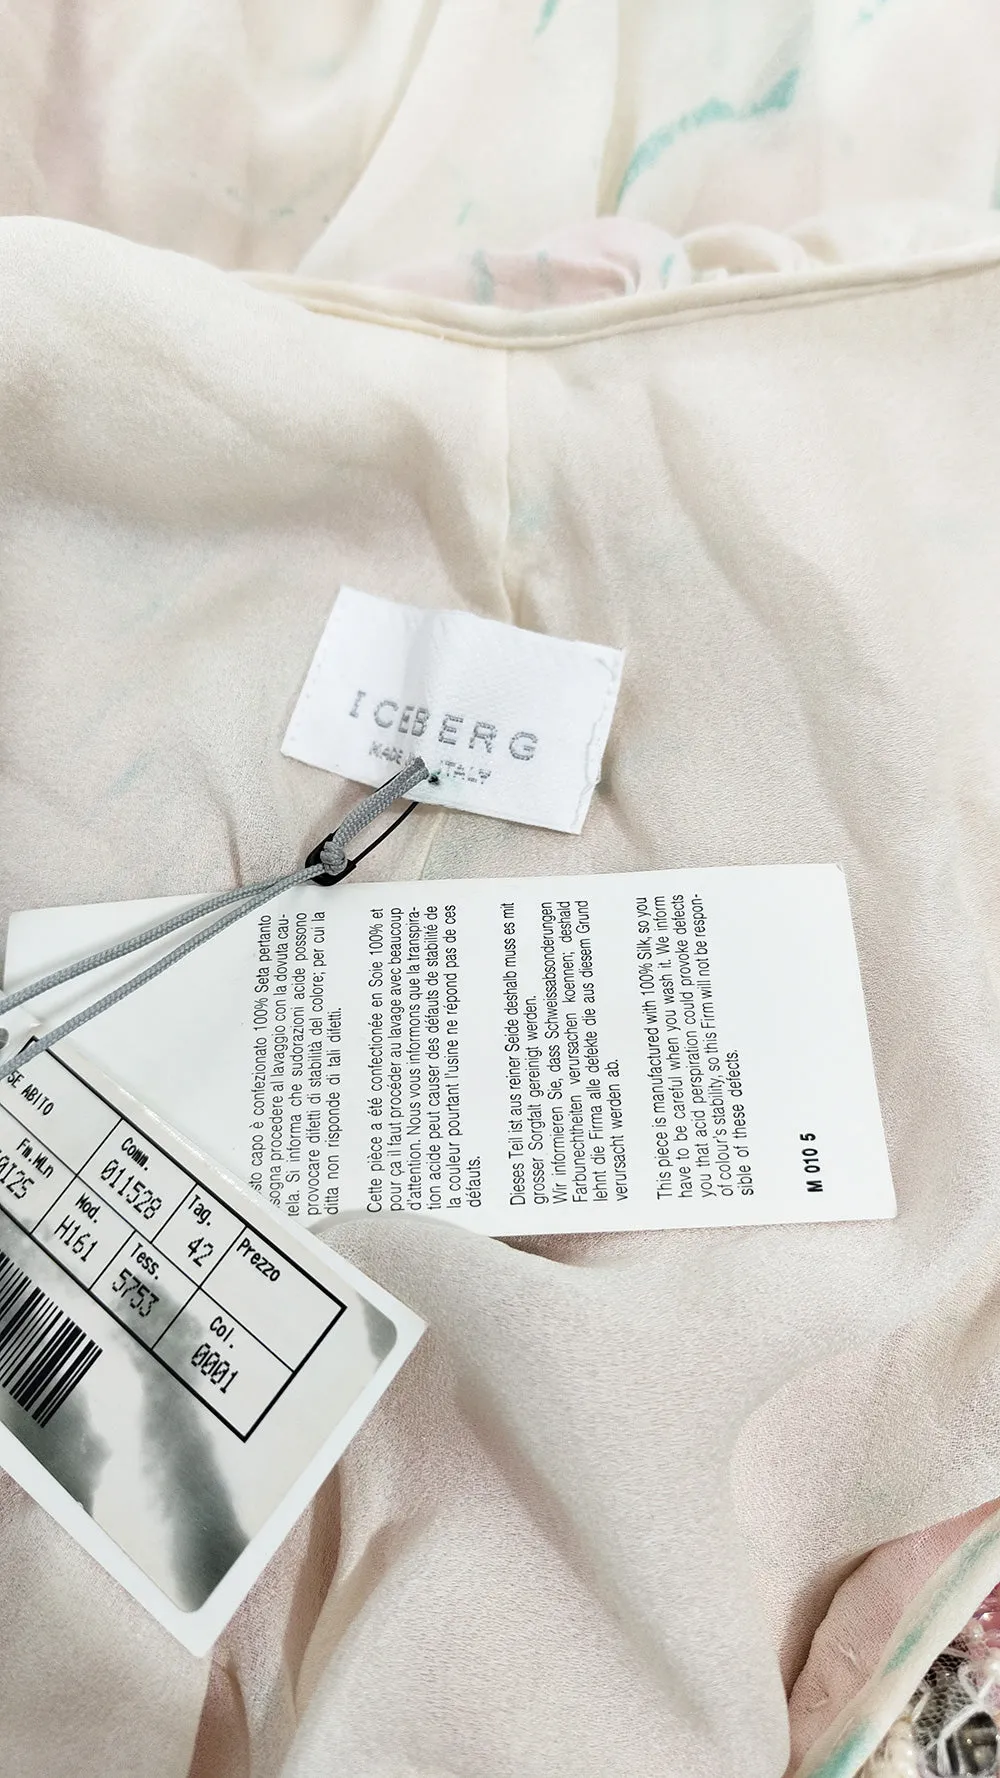 ICEBERG
MADE IN ITALY
sto capo è confezionato 100% Seta pertanto
sogna procedere al lavaggio con la dovuta cau-
tela. Si informa che sudorazioni acide possono
provocare difetti di stabilità del colore; per cui la
ditta non risponde di tali difetti.
Cette pièce a été confectionée en Soie 100% et
pour ça il faut procéder au lavage avec beaucoup
d'attention. Nous vous informons que la transpira-
tion acide peut causer des défauts de stabilité de
la couleur pourtant l'usine ne répond pas de ces
défauts.
Dieses Teil ist aus reiner Seide deshalb muss es mit
grosser Sorgfalt gereinigt werden.
Wir informieren Sie, dass Schweissabsonderungen
Farbunechtheiten verursachen koennen; deshald
lehnt die Firma alle defekte die aus diesem Grund
verursacht werden ab.
This piece is manufactured with 100% Silk, so you
have to be careful when you wash it. We inform
you that acid perspiration could provoke defects
of colour's stability, so this Firm will not be respon-
sible of these defects.
M 010 5
SE ABITO
Comm.
011528
Tag.
42
Prezzo
Fm.Mln
0125
Mod.
H161
Tess.
5753
Col.
0001